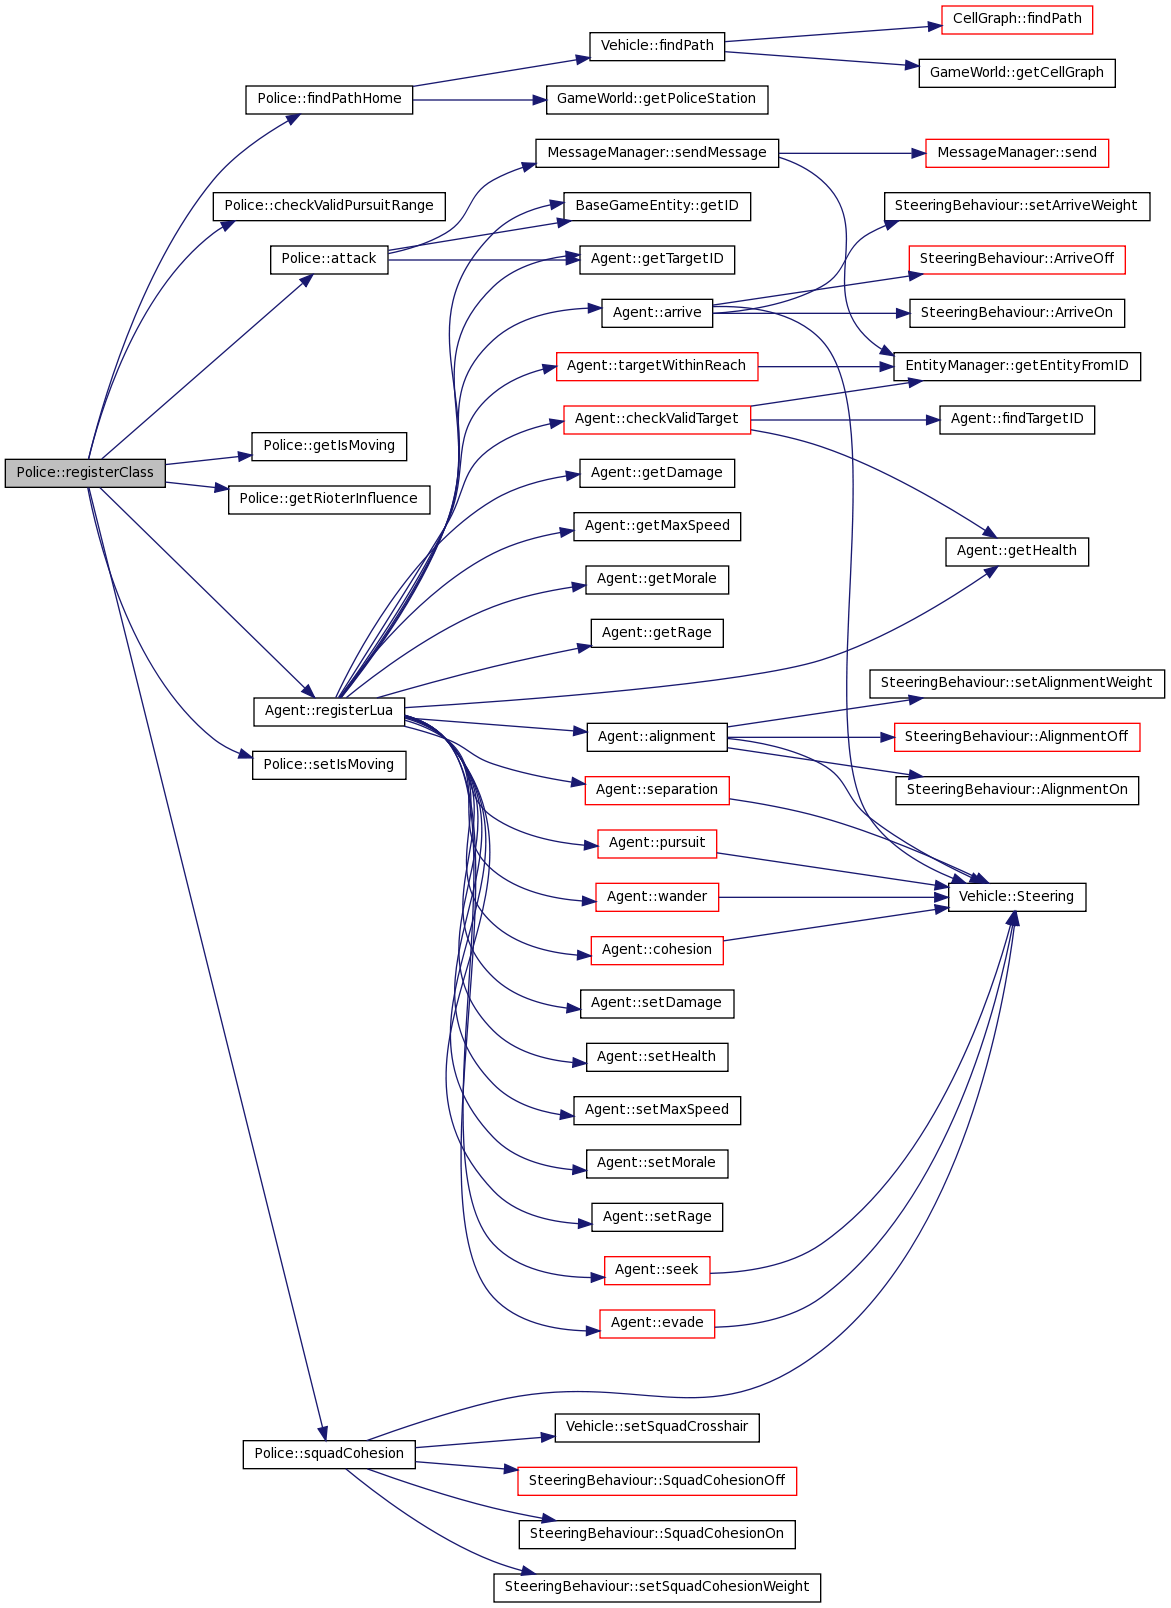 CellGraph::findPath
Vehicle::findPath
GameWorld::getCellGraph
Police::findPathHome
GameWorld::getPoliceStation
MessageManager::sendMessage
MessageManager::send
Police::checkValidPursuitRange
BaseGameEntity::getID
SteeringBehaviour::setArriveWeight
Police::attack
Agent::getTargetID
SteeringBehaviour::ArriveOff
Agent::arrive
SteeringBehaviour::ArriveOn
Agent::targetWithinReach
EntityManager::getEntityFromID
Agent::checkValidTarget
Agent::findTargetID
Police::getIsMoving
Police::registerClass
Agent::getDamage
Police::getRioterInfluence
Agent::getMaxSpeed
Agent::getHealth
Agent::getMorale
Agent::getRage
SteeringBehaviour::setAlignmentWeight
Agent::registerLua
Agent::alignment
SteeringBehaviour::AlignmentOff
Police::setIsMoving
Agent::separation
SteeringBehaviour::AlignmentOn
Agent::pursuit
Agent::wander
Vehicle::Steering
Agent::cohesion
Agent::setDamage
Agent::setHealth
Agent::setMaxSpeed
Agent::setMorale
Agent::setRage
Agent::seek
Agent::evade
Vehicle::setSquadCrosshair
Police::squadCohesion
SteeringBehaviour::SquadCohesionOff
SteeringBehaviour::SquadCohesionOn
SteeringBehaviour::setSquadCohesionWeight